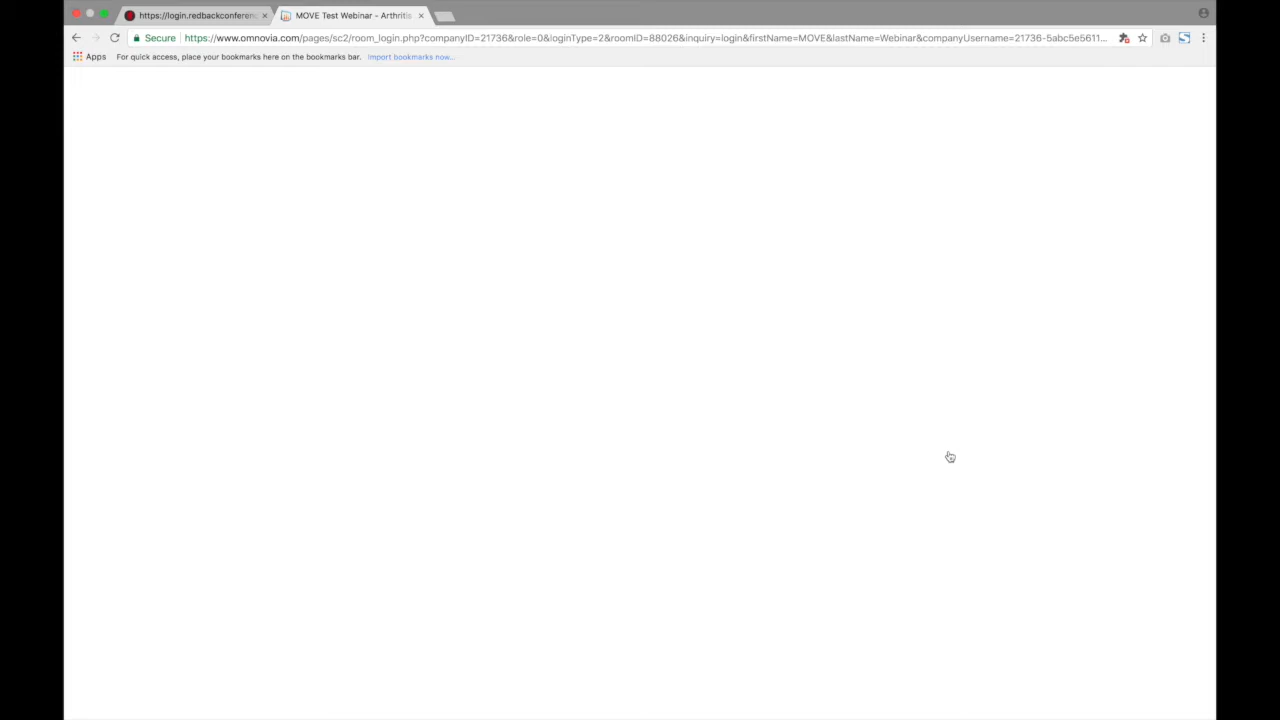 https://login.redbackconferenc
MOVE Test Webinar - Arthritis
Secure
https://www.omnovia.com/pages/sc2/room_login.php?companyID=21736&role=0&loginType=2&roomID=88026&inquiry=login&firstName=MOVE&lastName=Webinar&companyUsername=21736-5abc5e5611...
Apps
For quick access, place your bookmarks here on the bookmarks bar. Import bookmarks now...